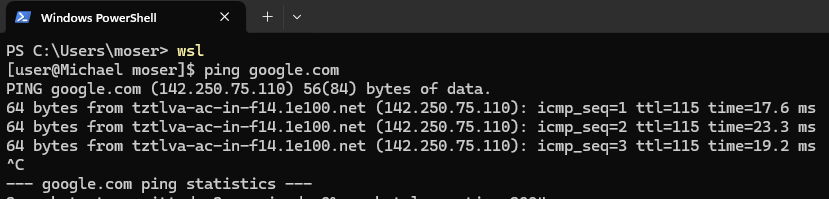 Windows PowerShell
PS C:\Users\moser> wsl
[user@Michael moser]$ ping google.com
PING google.com (142.250.75.110) 56(84) bytes of data.
64 bytes from tztlva-ac-in-f14.1e100.net (142.250.75.110): icmp_seq=1 ttl=115 time=17.6 ms
64 bytes from tztlva-ac-in-f14.1e100.net (142.250.75.110): icmp_seq=2 ttl=115 time=23.3 ms
64 bytes from tztlva-ac-in-f14.1e100.net (142.250.75.110): icmp_seq=3 ttl=115 time=19.2 ms
^C
--- google.com ping statistics ---